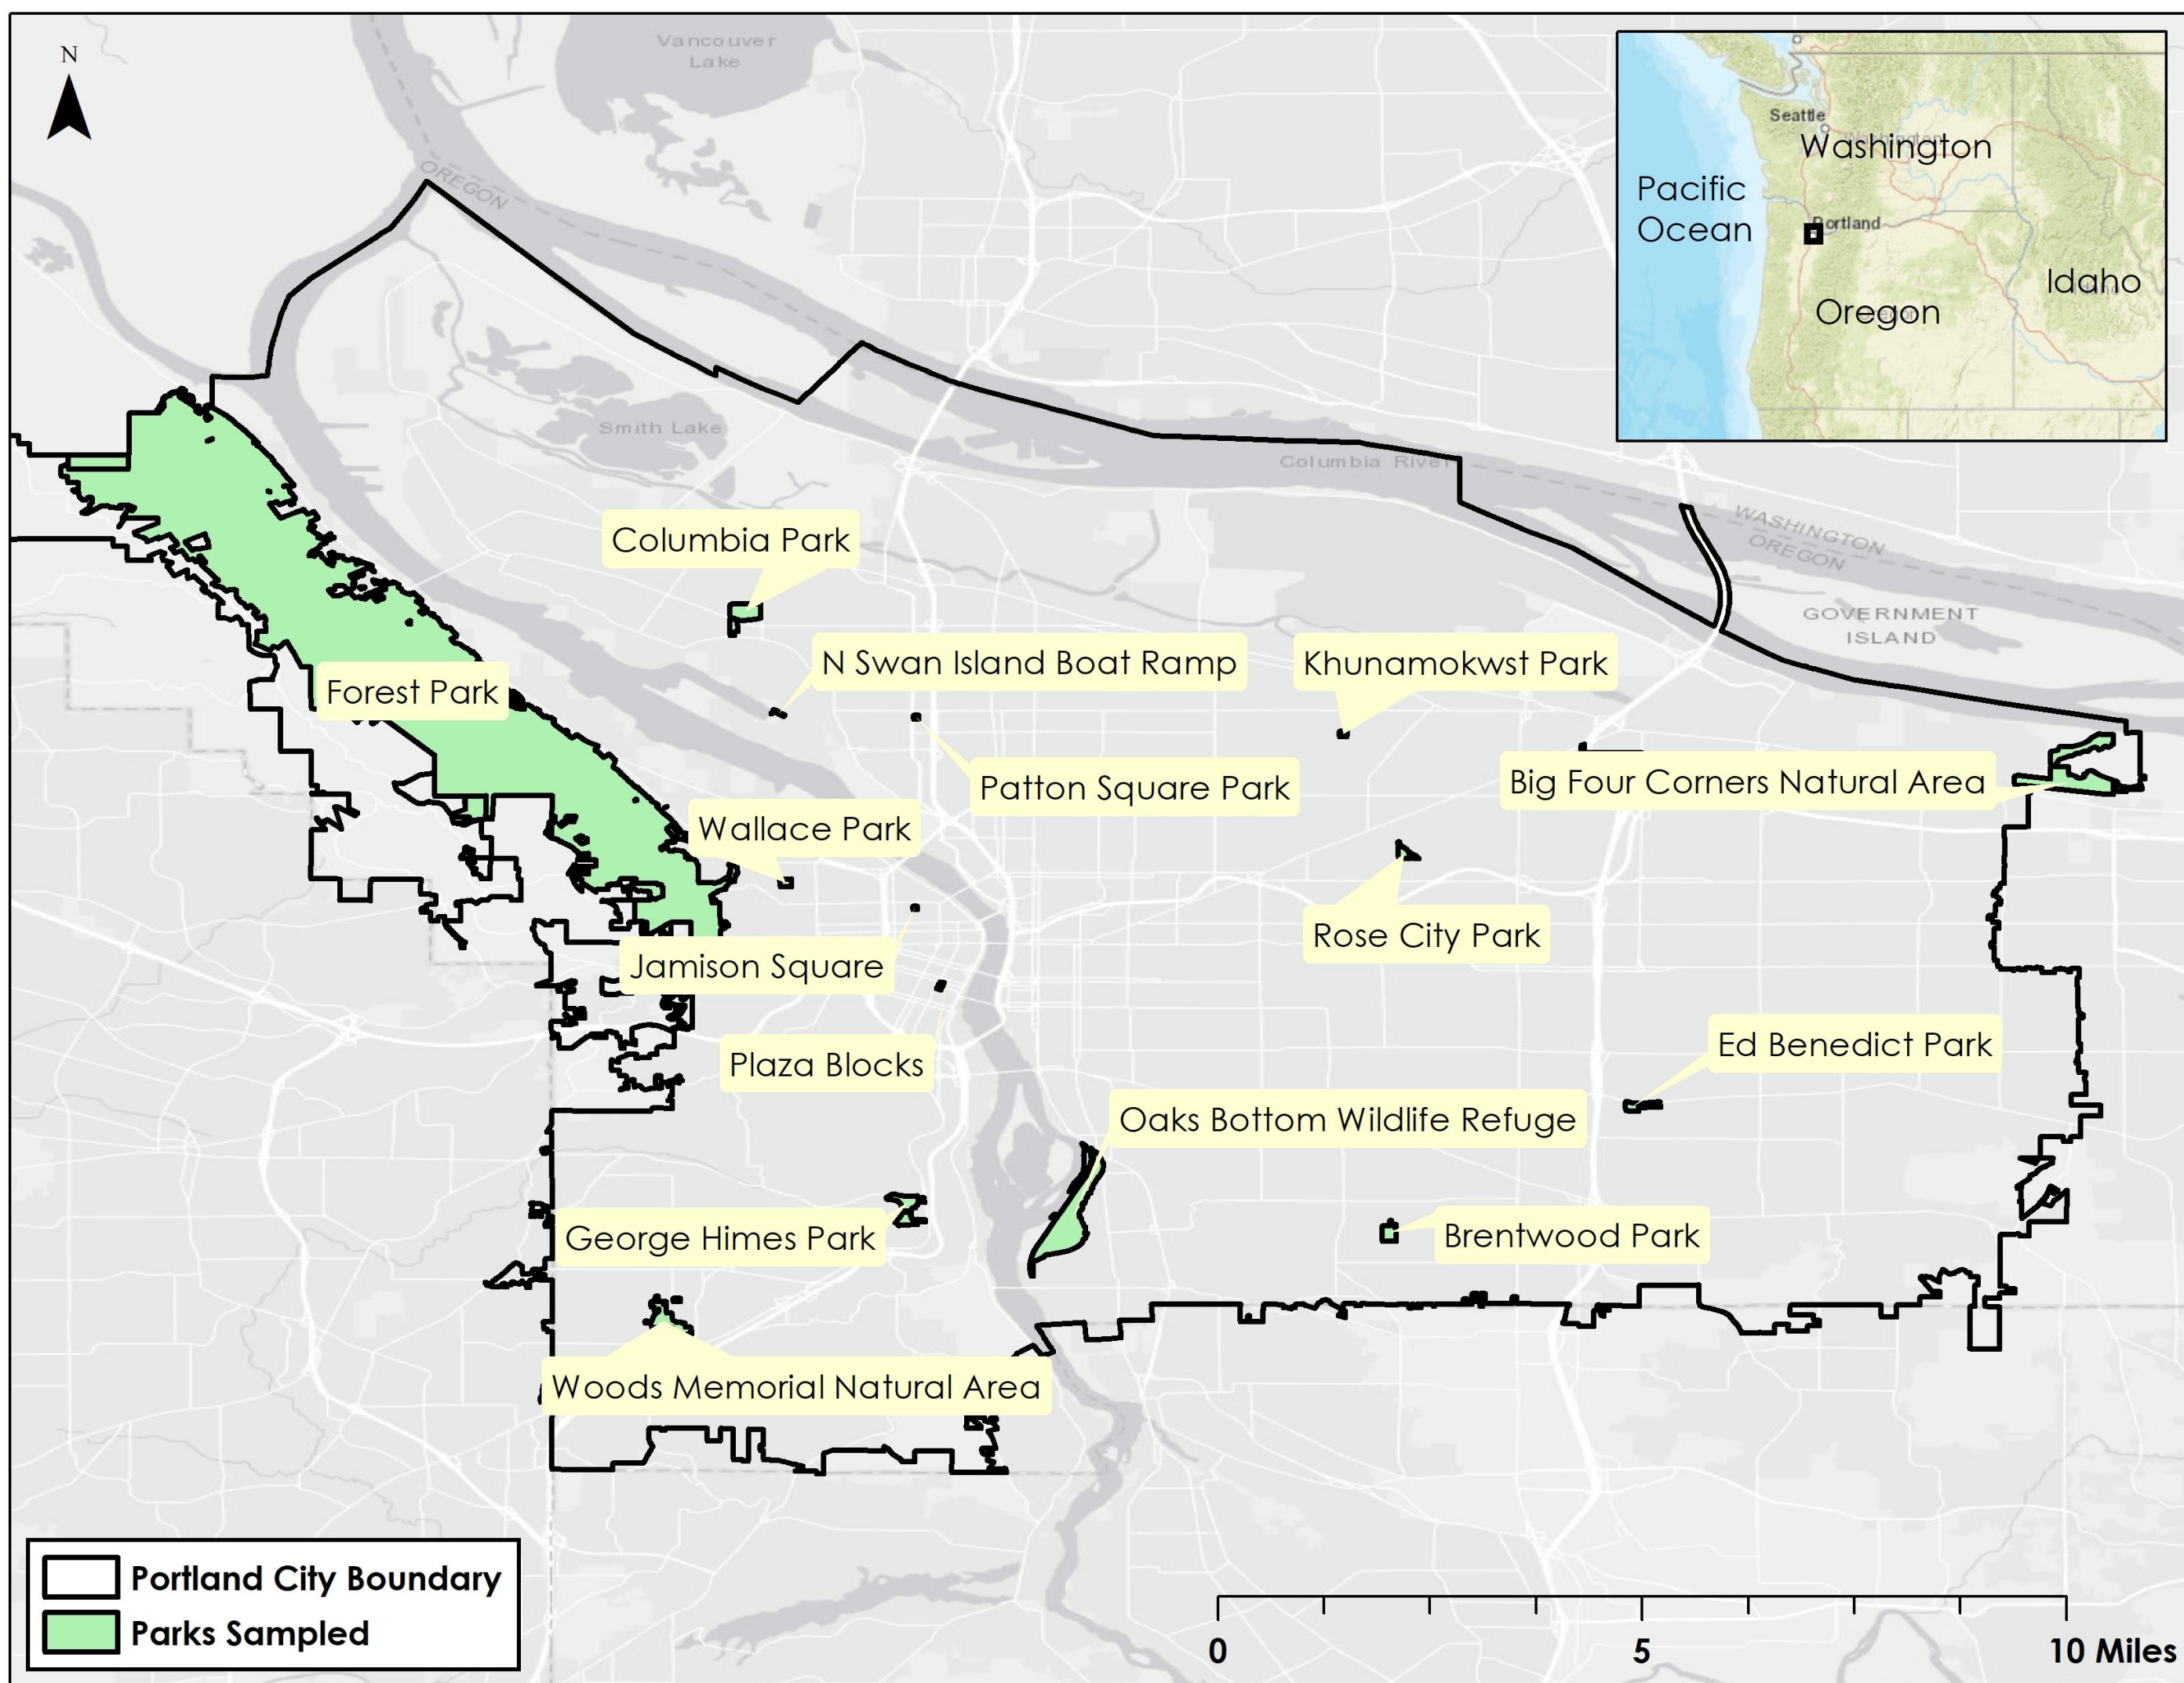 N
Vancouver
Lake
OREGON
Seattle
Washington
Washington
Pacific
Ocean
Portland
Idaho
Oregon
Smith Lake
Columbia River
WASHINGTON
OREGON
GOVERNMENT
ISLAND
Columbia Park
N Swan Island Boat Ramp
Khunamokwst Park
Forest Park
Patton Square Park
Big Four Corners Natural Area
Wallace Park
Rose City Park
Jamison Square
Plaza Blocks
Ed Benedict Park
Oaks Bottom Wildlife Refuge
George Himes Park
Brentwood Park
Woods Memorial Natural Area
Portland City Boundary
Parks Sampled
0 5 10 Miles